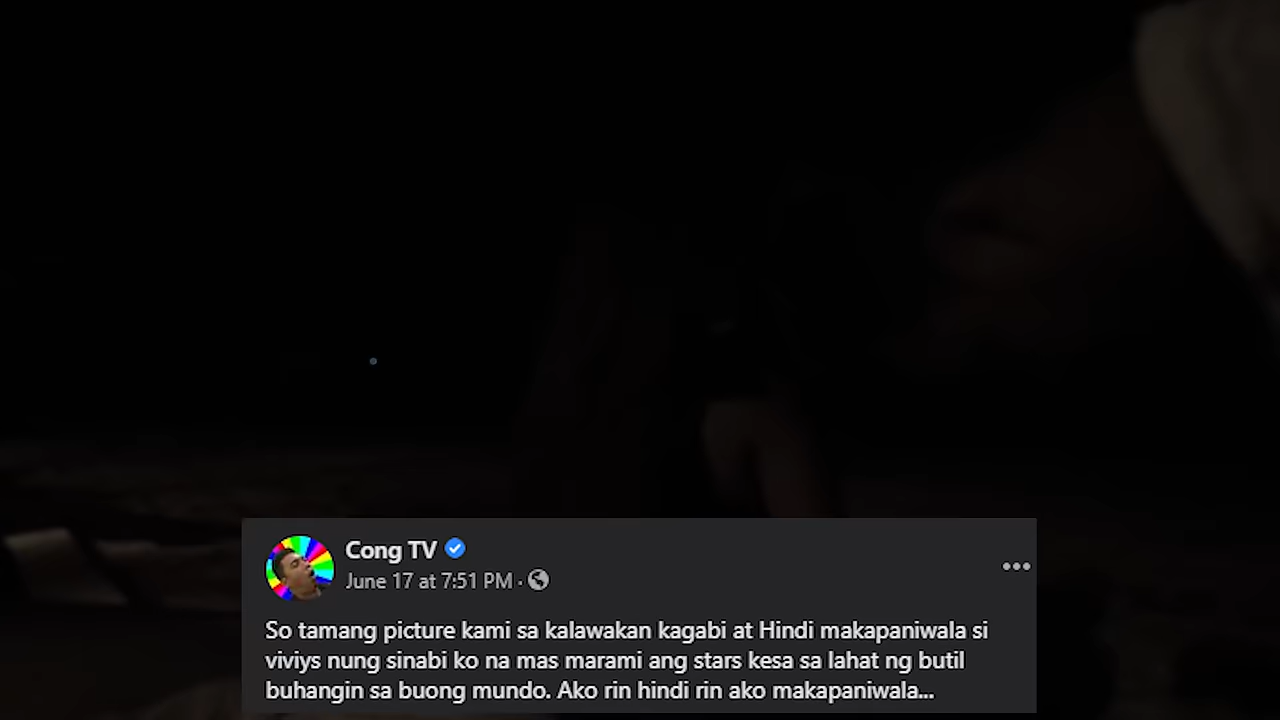 Cong TV
June 17 at 7:51 PM ·
So tamang picture kami sa kalawakan kagabi at Hindi makapaniwala si
viviys nung sinabi ko na mas marami ang stars kesa sa lahat ng butil
buhangin sa buong mundo. Ako rin hindi rin ako makapaniwala...